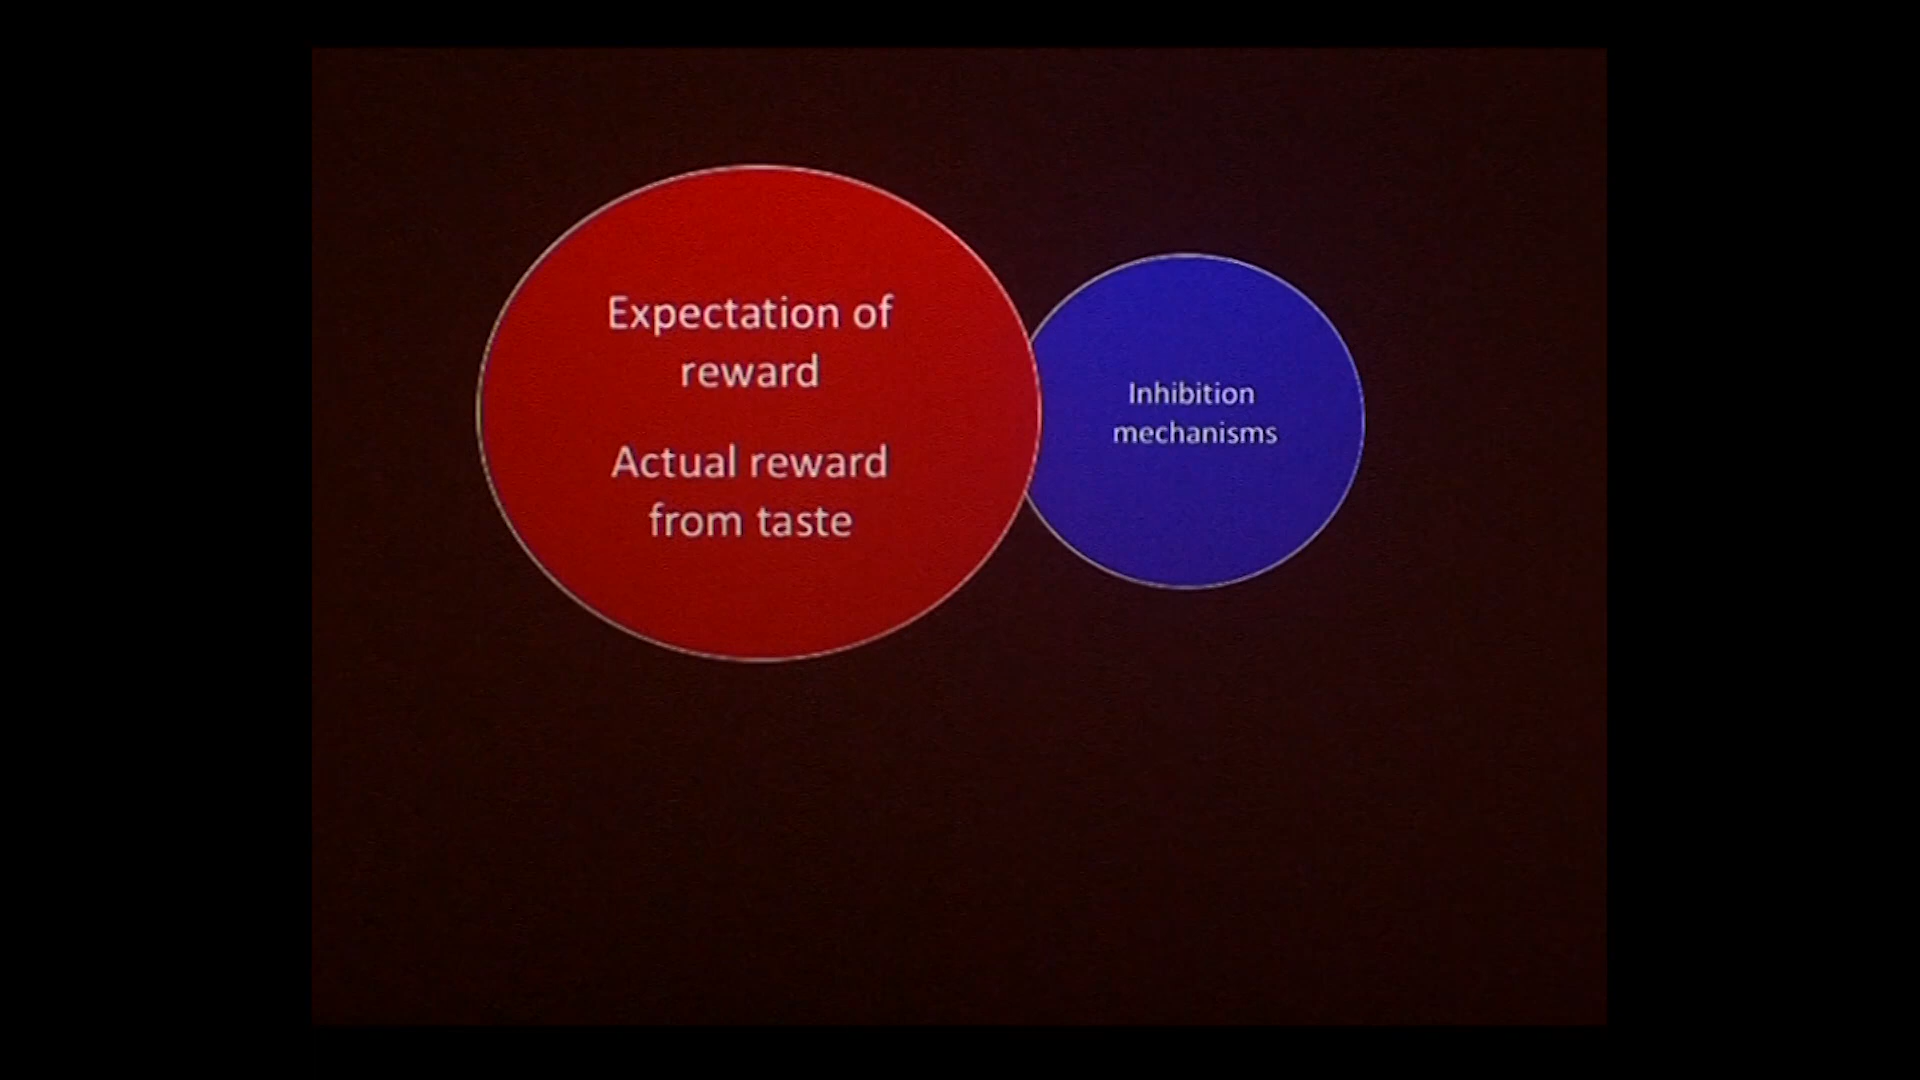 Expectation of
reward
Actual reward
from taste
Inhibition
mechanisms